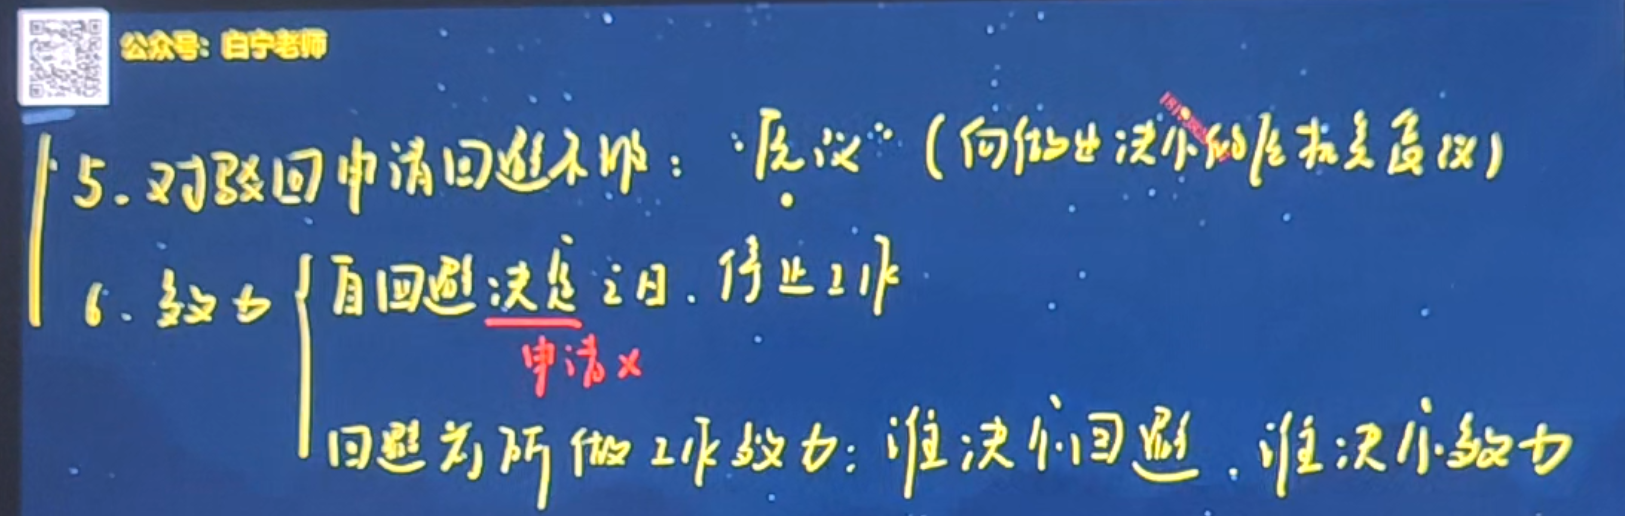 公众号：白宁老师
5.对驳回申请回避不服："原议"（向做出决定的原机关复议）
6.效力 自回避决定之日.停止工作
申请×
回避前所做工作效力：谁决定回避.谁决定效力